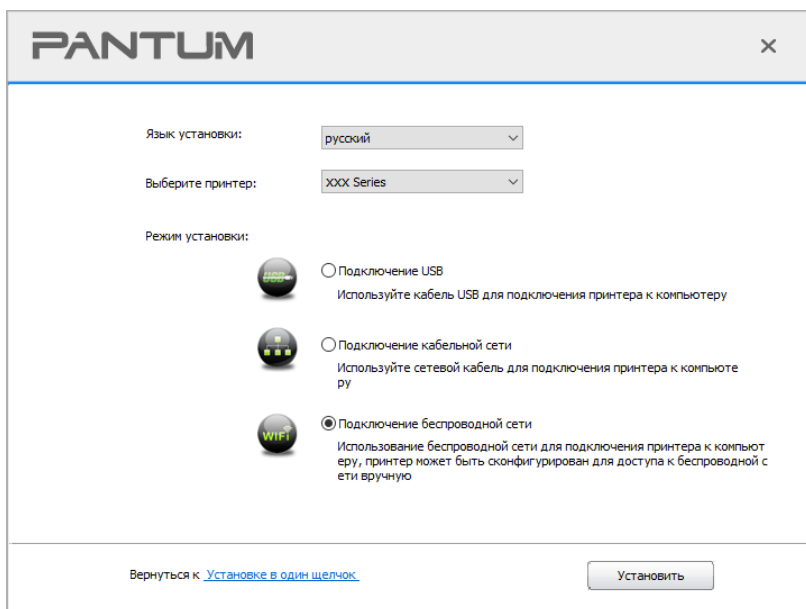 PANTUM
Язык установки:
русский
Выберите принтер:
XXX Series
Режим установки:
USB
Подключение USB
Используйте кабель USB для подключения принтера к компьютеру
Подключение кабельной сети
Используйте сетевой кабель для подключения принтера к компьюте
ру
WiFi
Подключение беспроводной сети
Использование беспроводной сети для подключения принтера к компьют
еру, принтер может быть сконфигурирован для доступа к беспроводной с
ети вручную
Вернуться к Установке в один щелчок
Установить